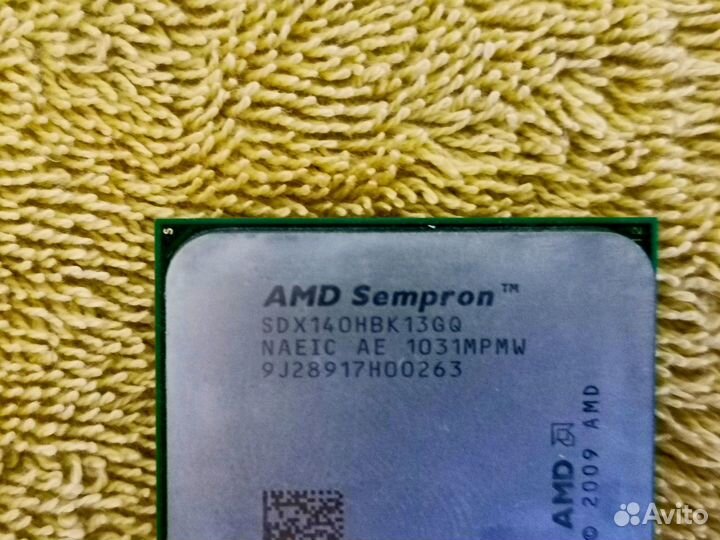 AMD Sempron™
SDX140HBK13GQ
NAEIC AE 1031MPMW
9J28917H00263
AMD
© 2009 AMD
Avito